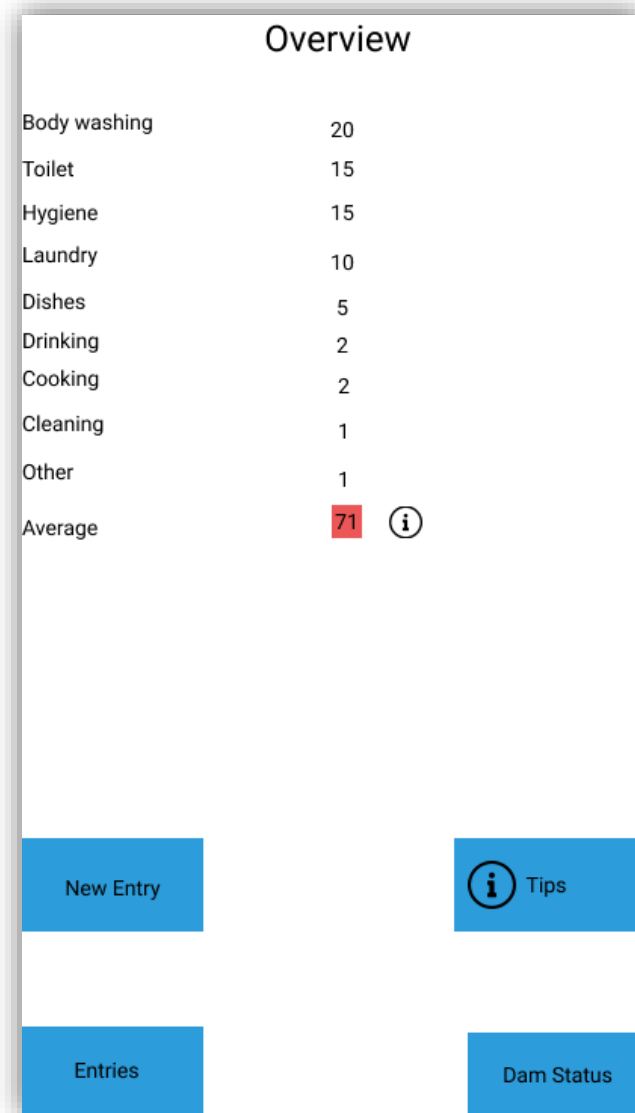 Overview
Body washing 20
Toilet 15
Hygiene 15
Laundry 10
Dishes 5
Drinking 2
Cooking 2
Cleaning 1
Other 1
Average 71
New Entry
Tips
Entries
Dam Status